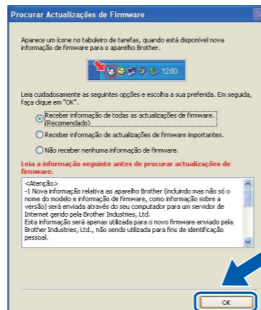 Procurar Actualizações de Firmware
Aparece um ícone no tabuleiro de tarefas, quando está disponível nova
informação de firmware para o aparelho Brother.
12:00
Leia cuidadosamente as seguintes opções e escolha a sua preferida. Em seguida,
faça clique em "OK".
Receber informação de todas as actualizações de firmware.
(Recomendado)
Receber informação de actualizações de firmware importantes.
Não receber nenhuma informação de firmware.
Leia a informação seguinte antes de procurar actualizações de
firmware.
<Atenção>
-1 Nova informação relativa ao aparelho Brother (incluindo mas não só o
nome do modelo e informação de firmware, como informação sobre a
versão) será enviada através do seu computador para um servidor de
Internet gerido pela Brother Industries, Ltd.
Esta informação será apenas utilizada para o novo firmware enviado pela
Brother Industries, Ltd., não sendo utilizada para fins de identificação
pessoal.
OK